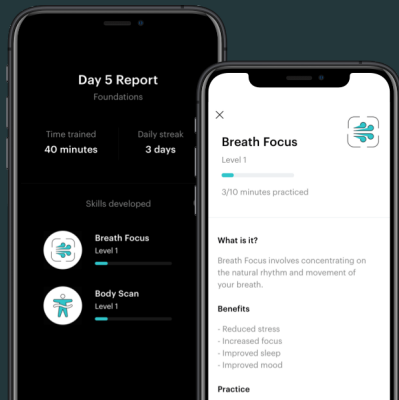 Day 5 Report
Foundations
Time trained
Daily streak
40 minutes
3 days
Skills developed
Breath Focus
Level 1
Body Scan
Level 1
Breath Focus
Level 1
3/10 minutes practiced
What is it?
Breath Focus involves concentrating on
the natural rhythm and movement of
your breath.
Benefits
- Reduced stress
- Increased focus
- Improved sleep
- Improved mood
Practice